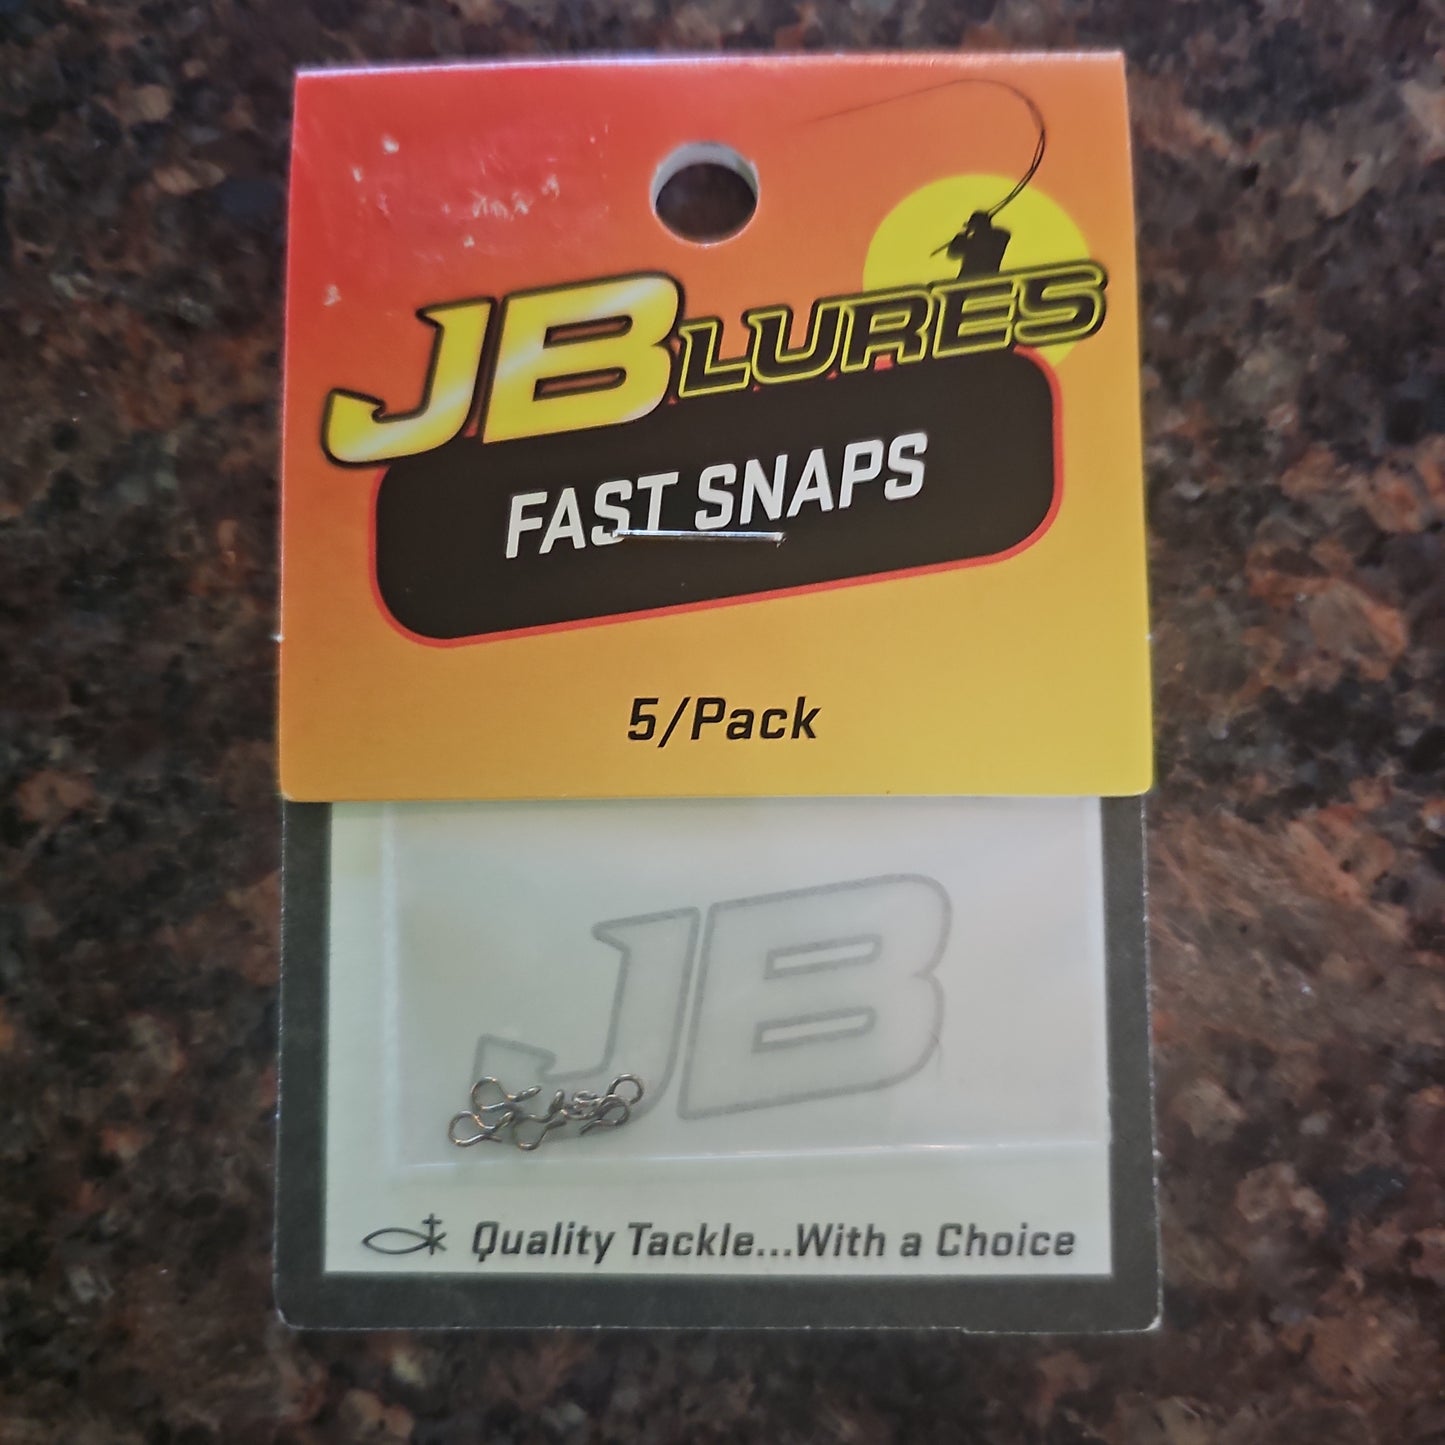 JB LURES
FAST SNAPS
5/Pack
JB
Quality Tackle...With a Choice